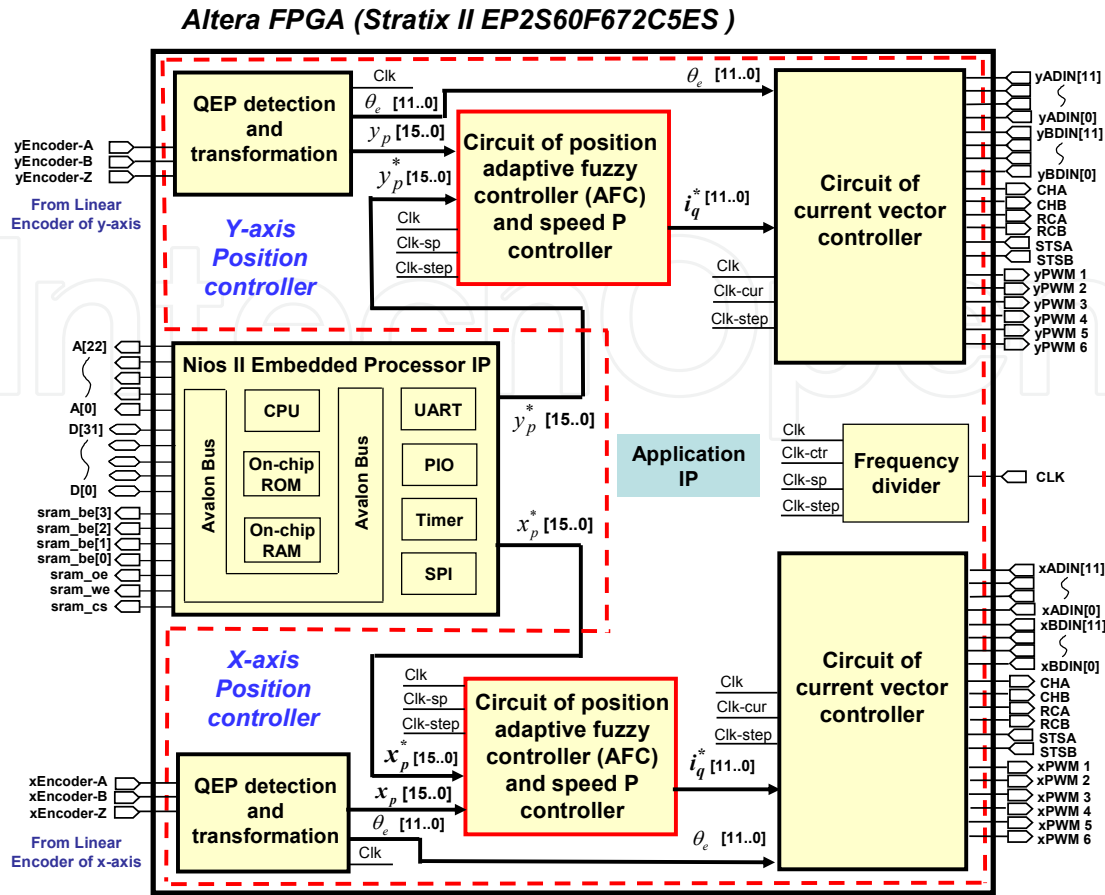 Altera FPGA (Stratix II EP2S60F672C5ES )
QEP detection
and
transformation
Clk
θe [11..0]
yp [15..0]
yp* [15..0]
yEncoder-A
yEncoder-B
yEncoder-Z
From Linear
Encoder of y-axis
Y-axis
Position
controller
Circuit of position
adaptive fuzzy
controller (AFC)
and speed P
controller
Clk
Clk-sp
Clk-step
θe [11..0]
iq* [11..0]
Clk
Clk-cur
Clk-step
Circuit of
current vector
controller
yADIN[11]
yADIN[0]
yBDIN[11]
yBDIN[0]
CHA
CHB
RCA
RCB
STSA
STSB
yPWM 1
yPWM 2
yPWM 3
yPWM 4
yPWM 5
yPWM 6
A[22]
A[0]
D[31]
D[0]
sram_be[3]
sram_be[2]
sram_be[1]
sram_be[0]
sram_oe
sram_we
sram_cs
Nios II Embedded Processor IP
Avalon Bus
CPU
On-chip
ROM
On-chip
RAM
Avalon Bus
UART
PIO
Timer
SPI
yp* [15..0]
xp* [15..0]
Application
IP
Clk
Clk-ctr
Clk-sp
Clk-step
Frequency
divider
CLK
IntechOpen
X-axis
Position
controller
Clk
Clk-sp
Clk-step
xp* [15..0]
xp [15..0]
θe [11..0]
Clk
QEP detection
and
transformation
xEncoder-A
xEncoder-B
xEncoder-Z
From Linear
Encoder of x-axis
Circuit of position
adaptive fuzzy
controller (AFC)
and speed P
controller
Clk
Clk-cur
Clk-step
iq* [11..0]
θe [11..0]
Circuit of
current vector
controller
xADIN[11]
xADIN[0]
xBDIN[11]
xBDIN[0]
CHA
CHB
RCA
RCB
STSA
STSB
xPWM 1
xPWM 2
xPWM 3
xPWM 4
xPWM 5
xPWM 6